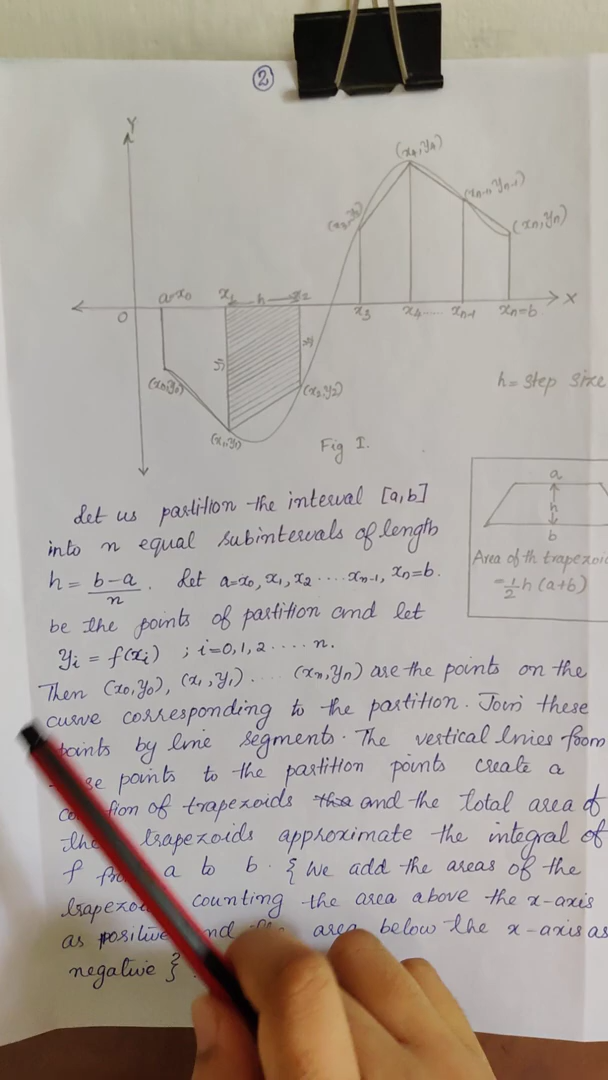 2
Y
(x4, y4)
(xn-1, yn-1)
(x3, y3)
(xn, yn)
a=x0
x1
h
x2
X
O
x3
x4 ......
xn-1
xn=b
y1
y2
(x0, y0)
(x2, y2)
(x1, y1)
h = step size
Fig I.
a
h
b
Area of th trapezoid
= 1/2 h (a+b)
Let us partition the interval [a, b]
into n equal subintervals of length
h = b-a/n . Let a=x0, x1, x2 ..... xn-1, xn=b.
be the points of partition and let
yi = f(xi) ; i=0, 1, 2 ..... n.
Then (x0, y0), (x1, y1) ..... (xn, yn) are the points on the
curve corresponding to the partition. Join these
points by line segments. The vertical lines from
points to the partition points create a
of trapezoids and the total area of
the trapezoids approximate the integral of
f a to b. {We add the areas of the
counting the area above the x-axis
as positive and area below the x-axis as
negative}.